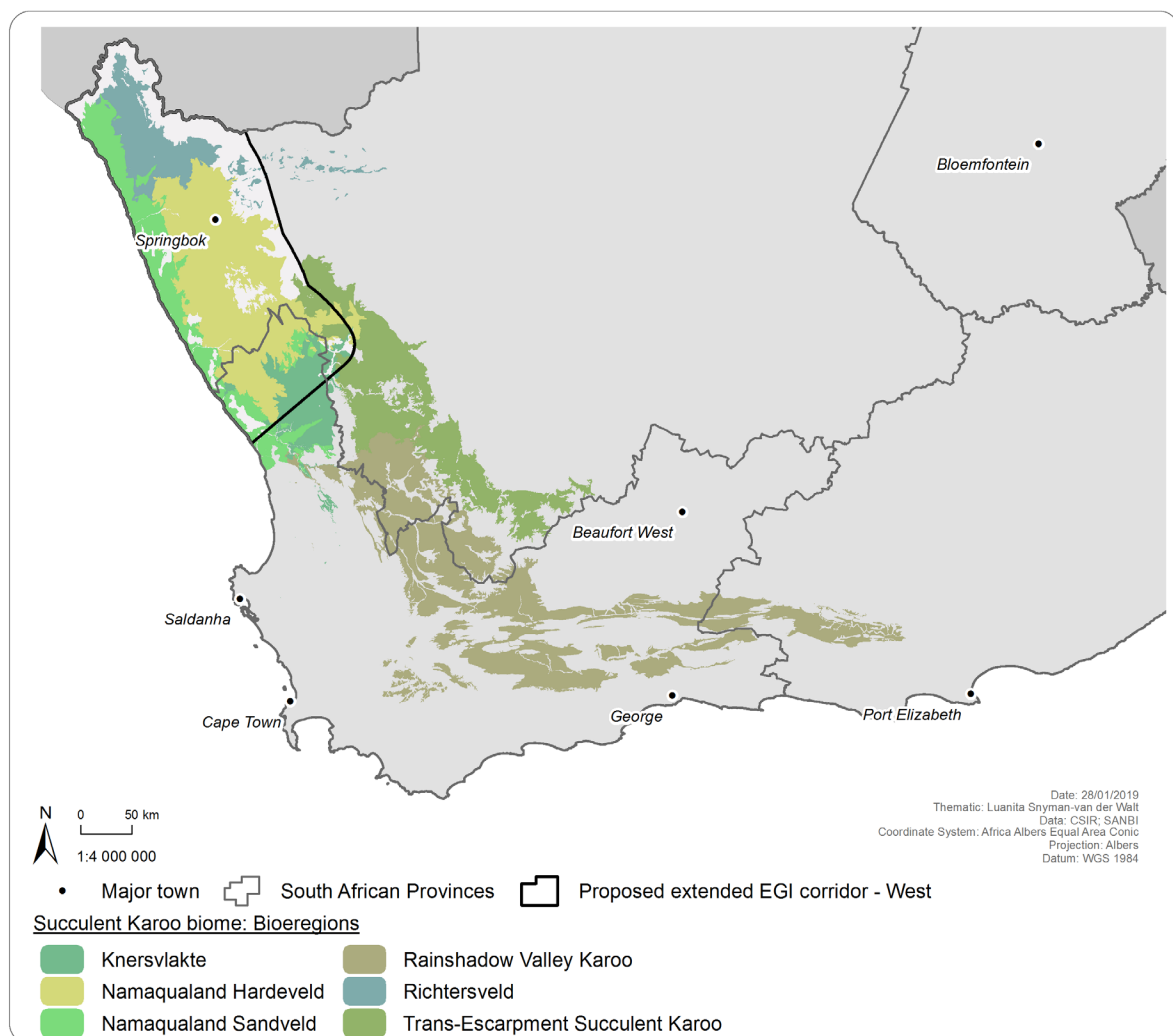 Bloemfontein
Springbok
Beaufort West
Saldanha
Cape Town
George
Port Elizabeth
Date: 28/01/2019
Thematic: Luanita Snyman-van der Walt
Data: CSIR; SANBI
Coordinate System: Africa Albers Equal Area Conic
Projection: Albers
Datum: WGS 1984
N
0 50 km
1:4 000 000
Major town
South African Provinces
Proposed extended EGI corridor - West
Succulent Karoo biome: Bioeregions
Knersvlakte
Rainshadow Valley Karoo
Namaqualand Hardeveld
Richtersveld
Namaqualand Sandveld
Trans-Escarpment Succulent Karoo